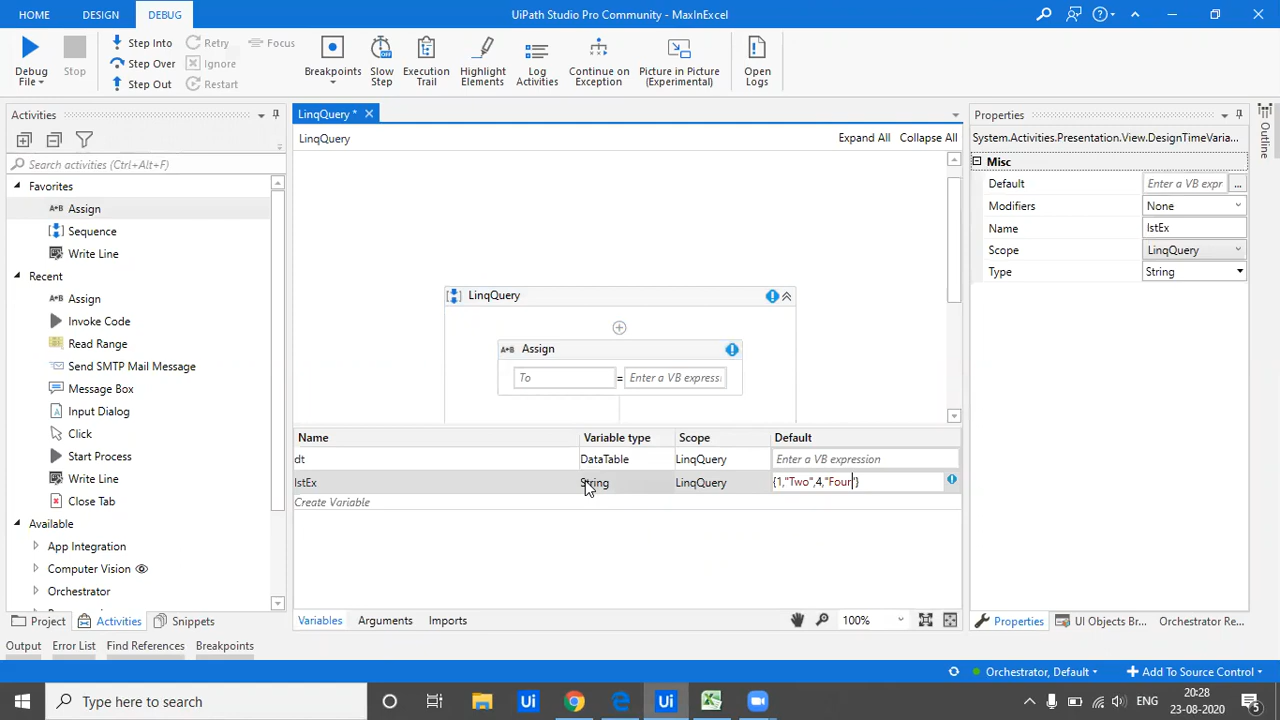 HOME
DESIGN
DEBUG
UiPath Studio Pro Community - MaxInExcel
Debug File
Stop
Step Into
Step Over
Step Out
Retry
Ignore
Restart
Focus
Breakpoints
Slow Step
Execution Trail
Highlight Elements
Log Activities
Continue on Exception
Picture in Picture (Experimental)
Open Logs
Activities
Search activities (Ctrl+Alt+F)
Favorites
Assign
Sequence
Write Line
Recent
Assign
Invoke Code
Read Range
Send SMTP Mail Message
Message Box
Input Dialog
Click
Start Process
Write Line
Close Tab
Available
App Integration
Computer Vision
Orchestrator
LinqQuery *
LinqQuery
Expand All
Collapse All
LinqQuery
A+B Assign
To
=
Enter a VB express
Name
Variable type
Scope
Default
dt
DataTable
LinqQuery
Enter a VB expression
lstEx
String
LinqQuery
{1,"Two",4,"Four"}
Create Variable
Variables
Arguments
Imports
100%
Properties
System.Activities.Presentation.View.DesignTimeVaria...
Misc
Default
Enter a VB expr
...
Modifiers
None
Name
lstEx
Scope
LinqQuery
Type
String
Outline
Project
Activities
Snippets
Properties
UI Objects Br...
Orchestrator Re...
Output
Error List
Find References
Breakpoints
Orchestrator, Default
Add To Source Control
Type here to search
ENG
20:28
23-08-2020
5